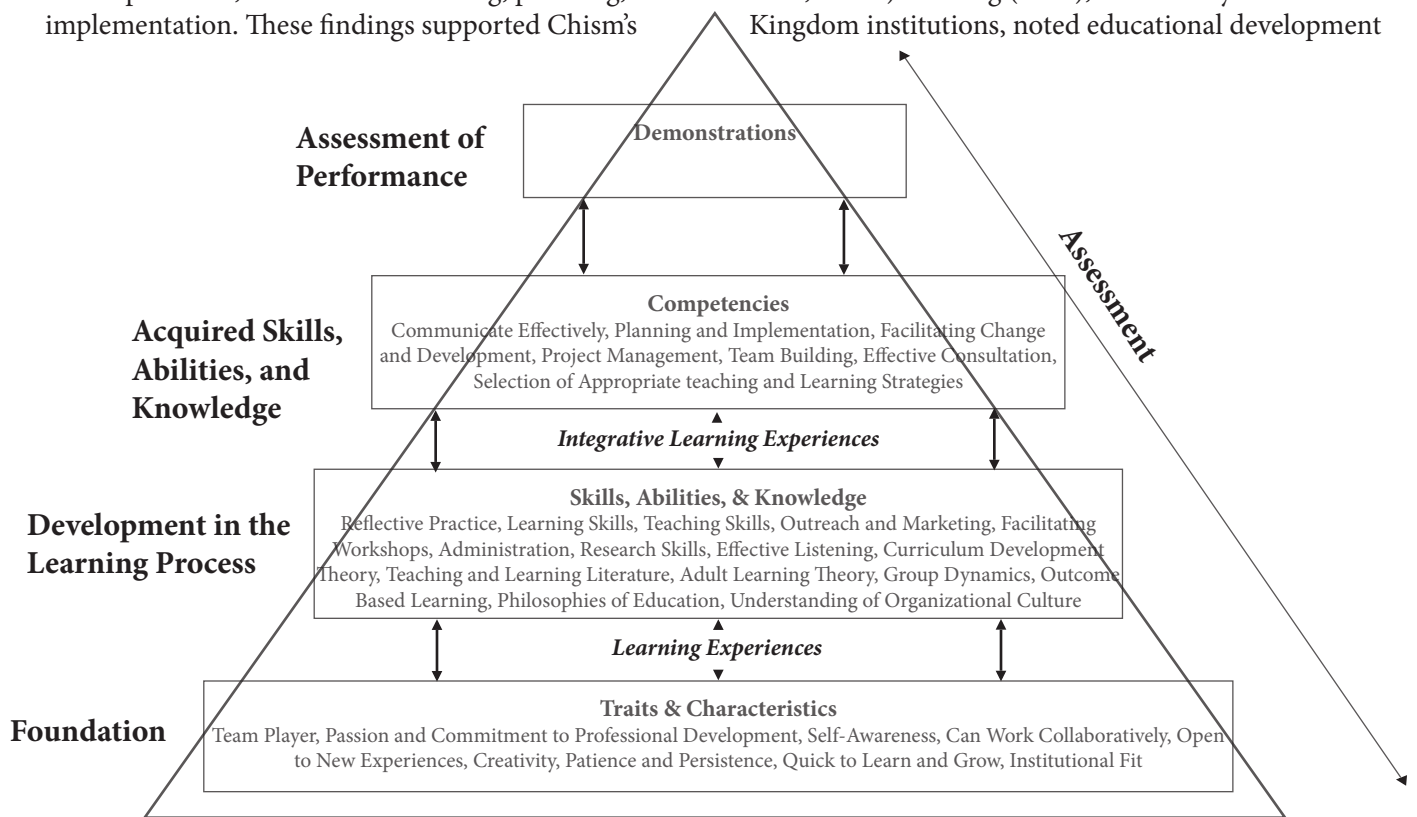 implementation. These findings supported Chism’s
Kingdom institutions, noted educational development
Assessment of
Performance
Demonstrations
Assessment
Acquired Skills,
Abilities, and
Knowledge
Competencies
Communicate Effectively, Planning and Implementation, Facilitating Change
and Development, Project Management, Team Building, Effective Consultation,
Selection of Appropriate teaching and Learning Strategies
Integrative Learning Experiences
Development in the
Learning Process
Skills, Abilities, & Knowledge
Reflective Practice, Learning Skills, Teaching Skills, Outreach and Marketing, Facilitating
Workshops, Administration, Research Skills, Effective Listening, Curriculum Development
Theory, Teaching and Learning Literature, Adult Learning Theory, Group Dynamics, Outcome
Based Learning, Philosophies of Education, Understanding of Organizational Culture
Learning Experiences
Foundation
Traits & Characteristics
Team Player, Passion and Commitment to Professional Development, Self-Awareness, Can Work Collaboratively, Open
to New Experiences, Creativity, Patience and Persistence, Quick to Learn and Grow, Institutional Fit